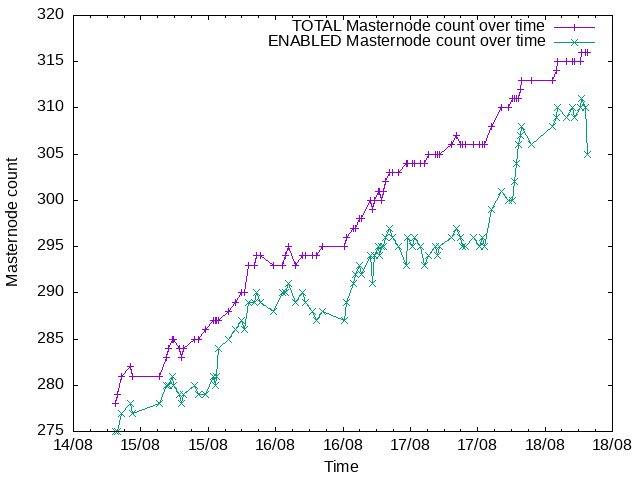 320
315
310
305
300
295
290
285
280
275
Masternode count
TOTAL Masternode count over time
ENABLED Masternode count over time
14/08 15/08 15/08 16/08 16/08 17/08 17/08 18/08 18/08
Time